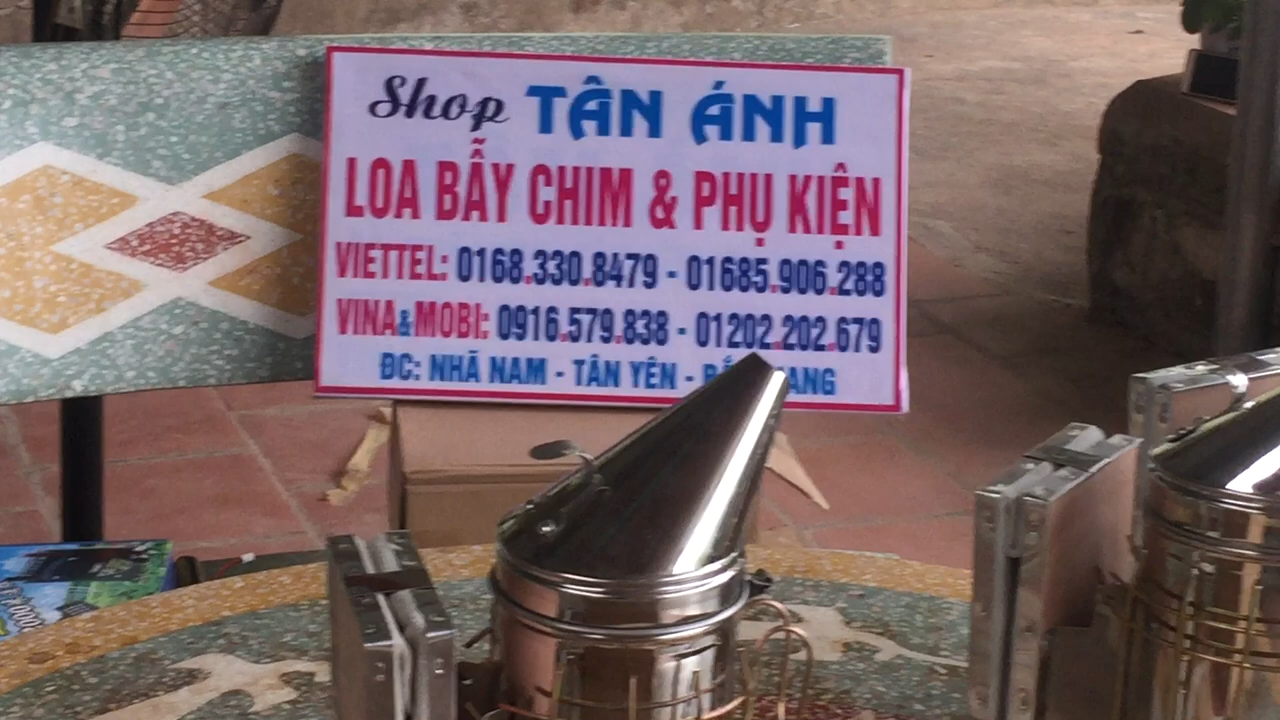 Shop TÂN ÁNH
LOA BẪY CHIM & PHỤ KIỆN
VIETTEL: 0168.330.8479 - 01685.906.288
VINA&MOBI: 0916.579.838 - 01202.202.679
ĐC: NHÃ NAM - TÂN YÊN -